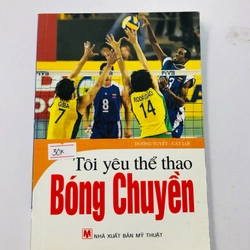 GIBA
7
8
RODRIGÃO
14
DƯƠNG TUYẾT - CÁT LỢI
30K
Tôi yêu thể thao
Bóng Chuyền
NHÀ XUẤT BẢN MỸ THUẬT